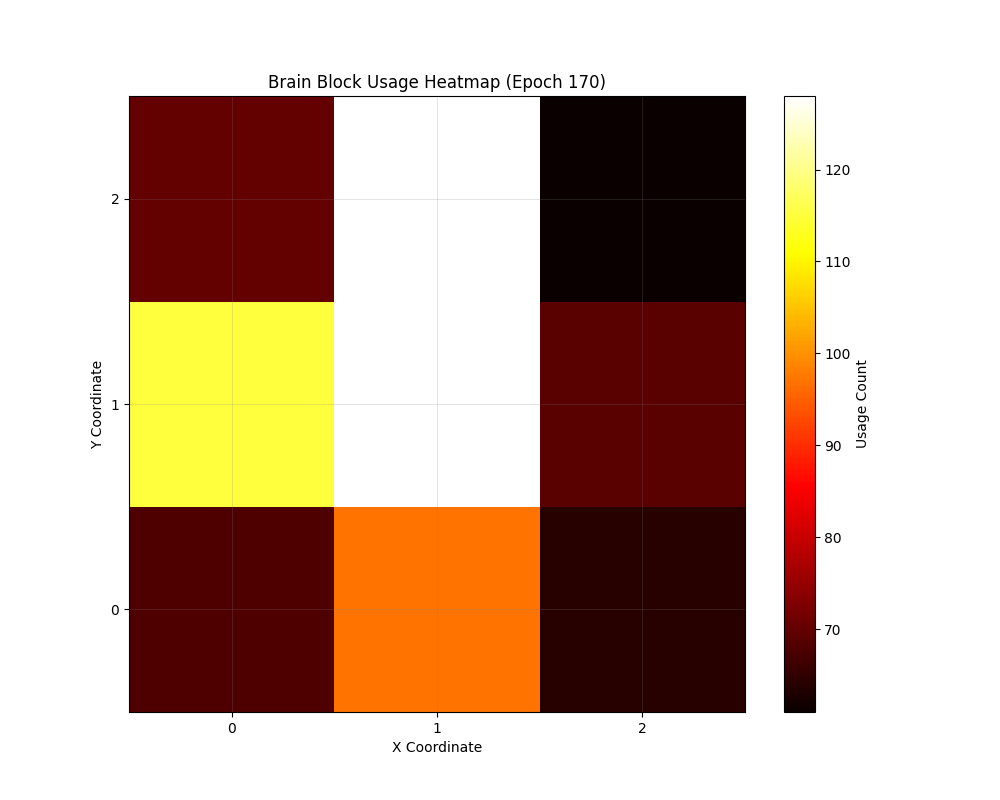 Brain Block Usage Heatmap (Epoch 170)
2
1
0
Y Coordinate
0 1 2
X Coordinate
120
110
100
90
80
70
Usage Count